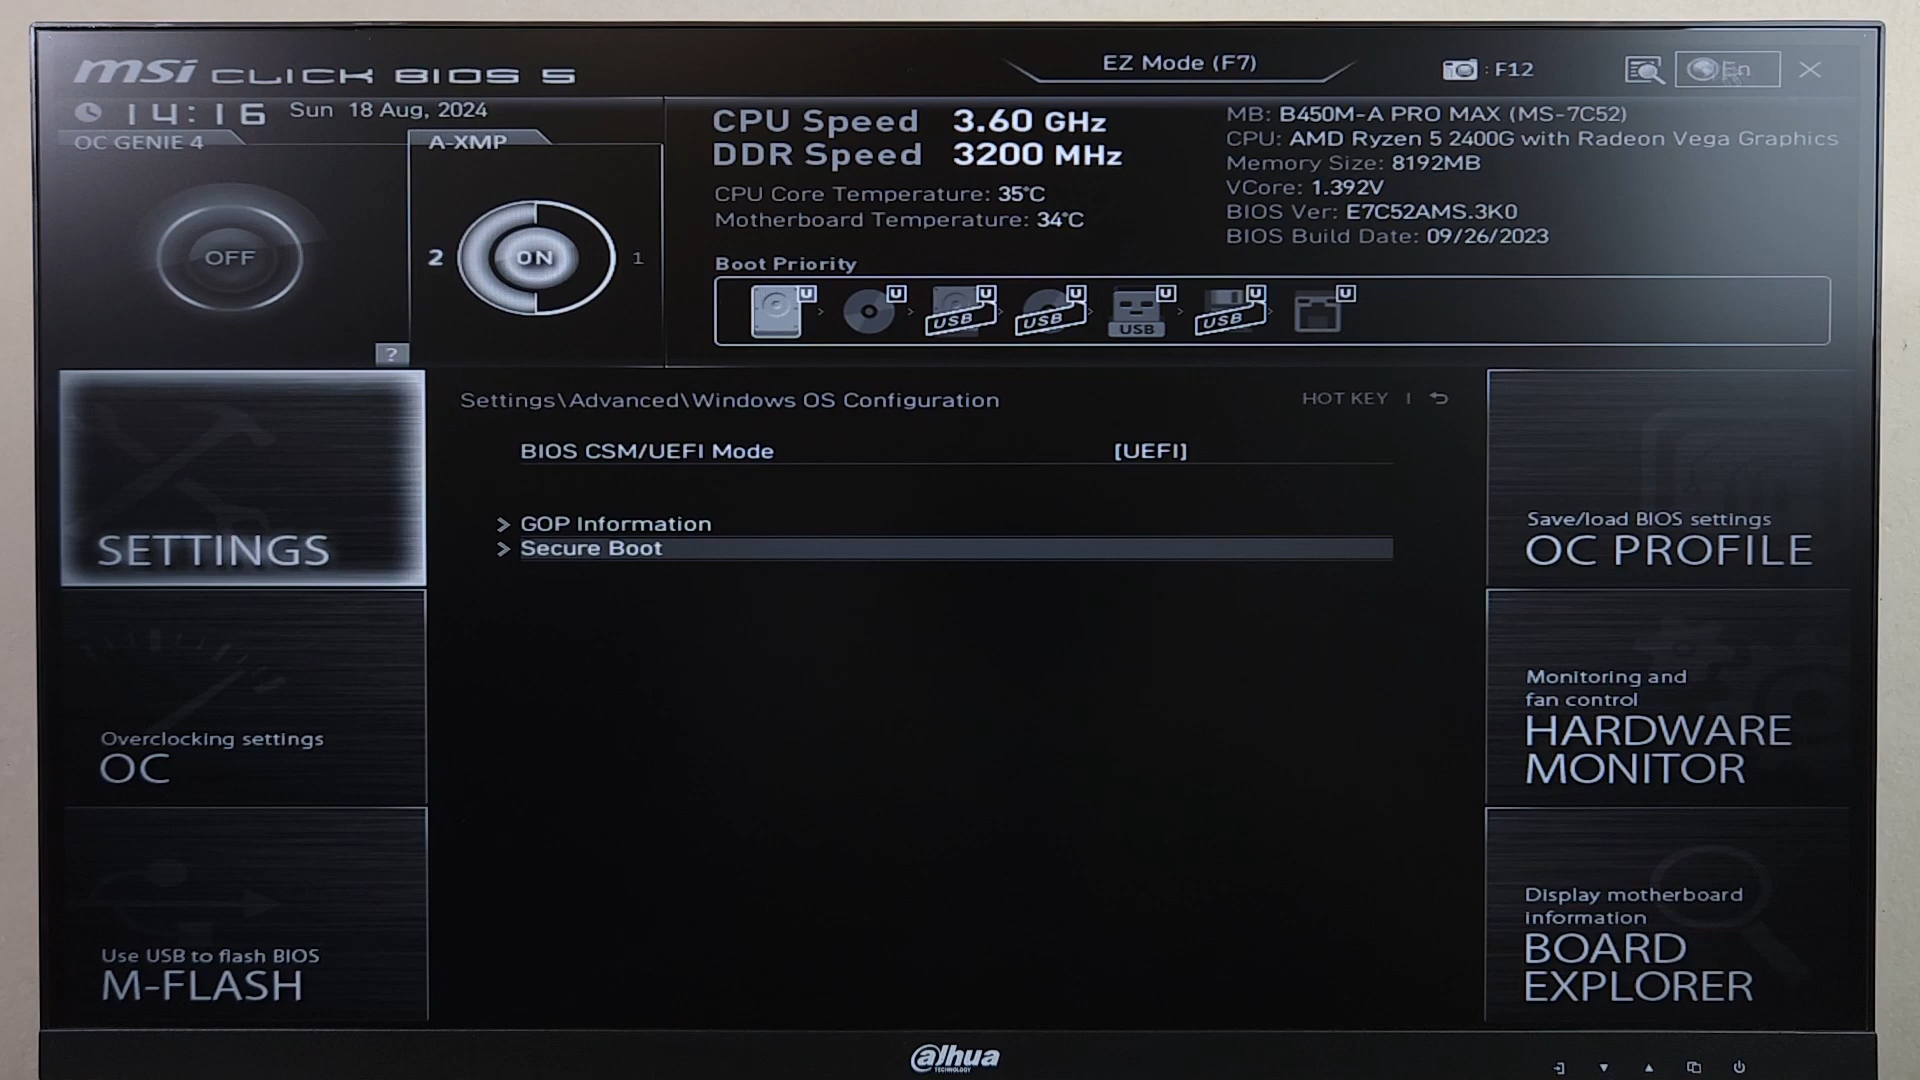 msi CLICK BIOS 5
EZ Mode (F7)
: F12
En
14:16 Sun 18 Aug, 2024
OC GENIE 4
A-XMP
OFF
2 ON 1
?
CPU Speed 3.60 GHz
DDR Speed 3200 MHz
CPU Core Temperature: 35°C
Motherboard Temperature: 34°C
MB: B450M-A PRO MAX (MS-7C52)
CPU: AMD Ryzen 5 2400G with Radeon Vega Graphics
Memory Size: 8192MB
VCore: 1.392V
BIOS Ver: E7C52AMS.3K0
BIOS Build Date: 09/26/2023
Boot Priority
U U U U U U U
USB USB USB USB
Settings\Advanced\Windows OS Configuration
HOT KEY |
BIOS CSM/UEFI Mode [UEFI]
> GOP Information
> Secure Boot
SETTINGS
Overclocking settings
OC
Use USB to flash BIOS
M-FLASH
Save/load BIOS settings
OC PROFILE
Monitoring and
fan control
HARDWARE
MONITOR
Display motherboard
information
BOARD
EXPLORER
alhua
TECHNOLOGY